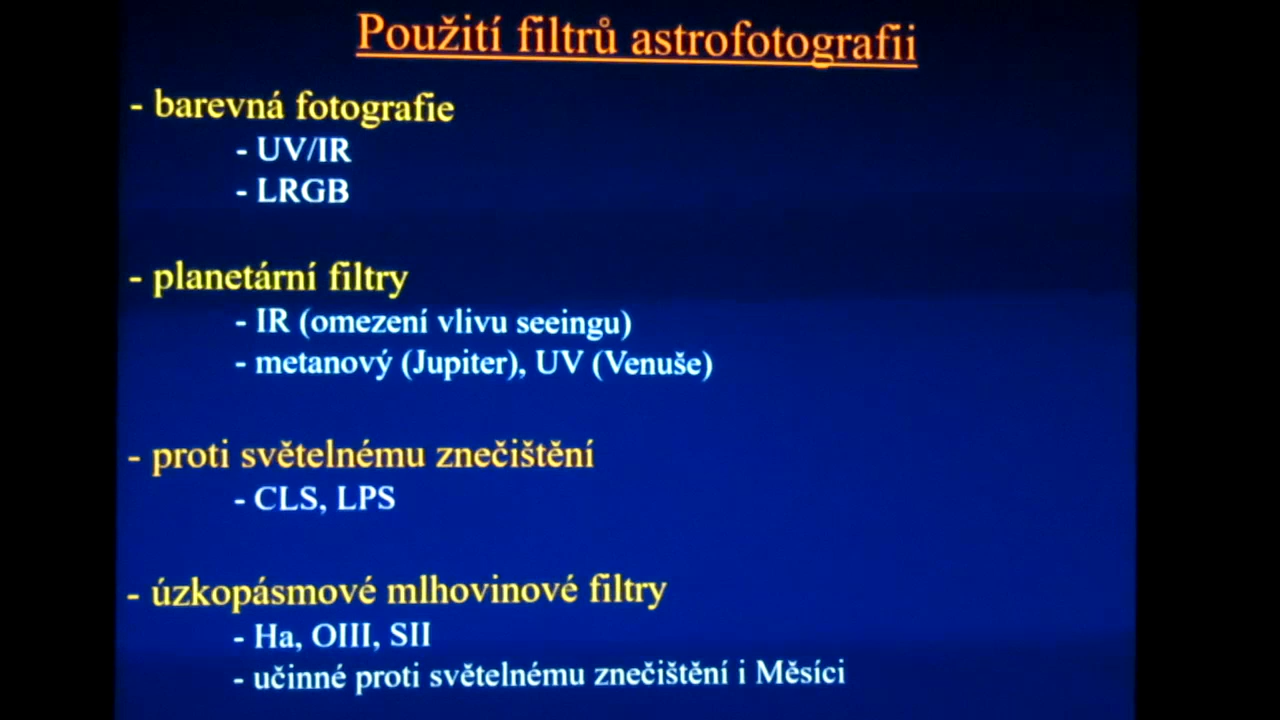 Použití filtrů astrofotografii
- barevná fotografie
- UV/IR
- LRGB
- planetární filtry
- IR (omezení vlivu seeingu)
- metanový (Jupiter), UV (Venuše)
- proti světelnému znečištění
- CLS, LPS
- úzkopásmové mlhovinové filtry
- Ha, OIII, SII
- učinné proti světelnému znečištění i Měsíci